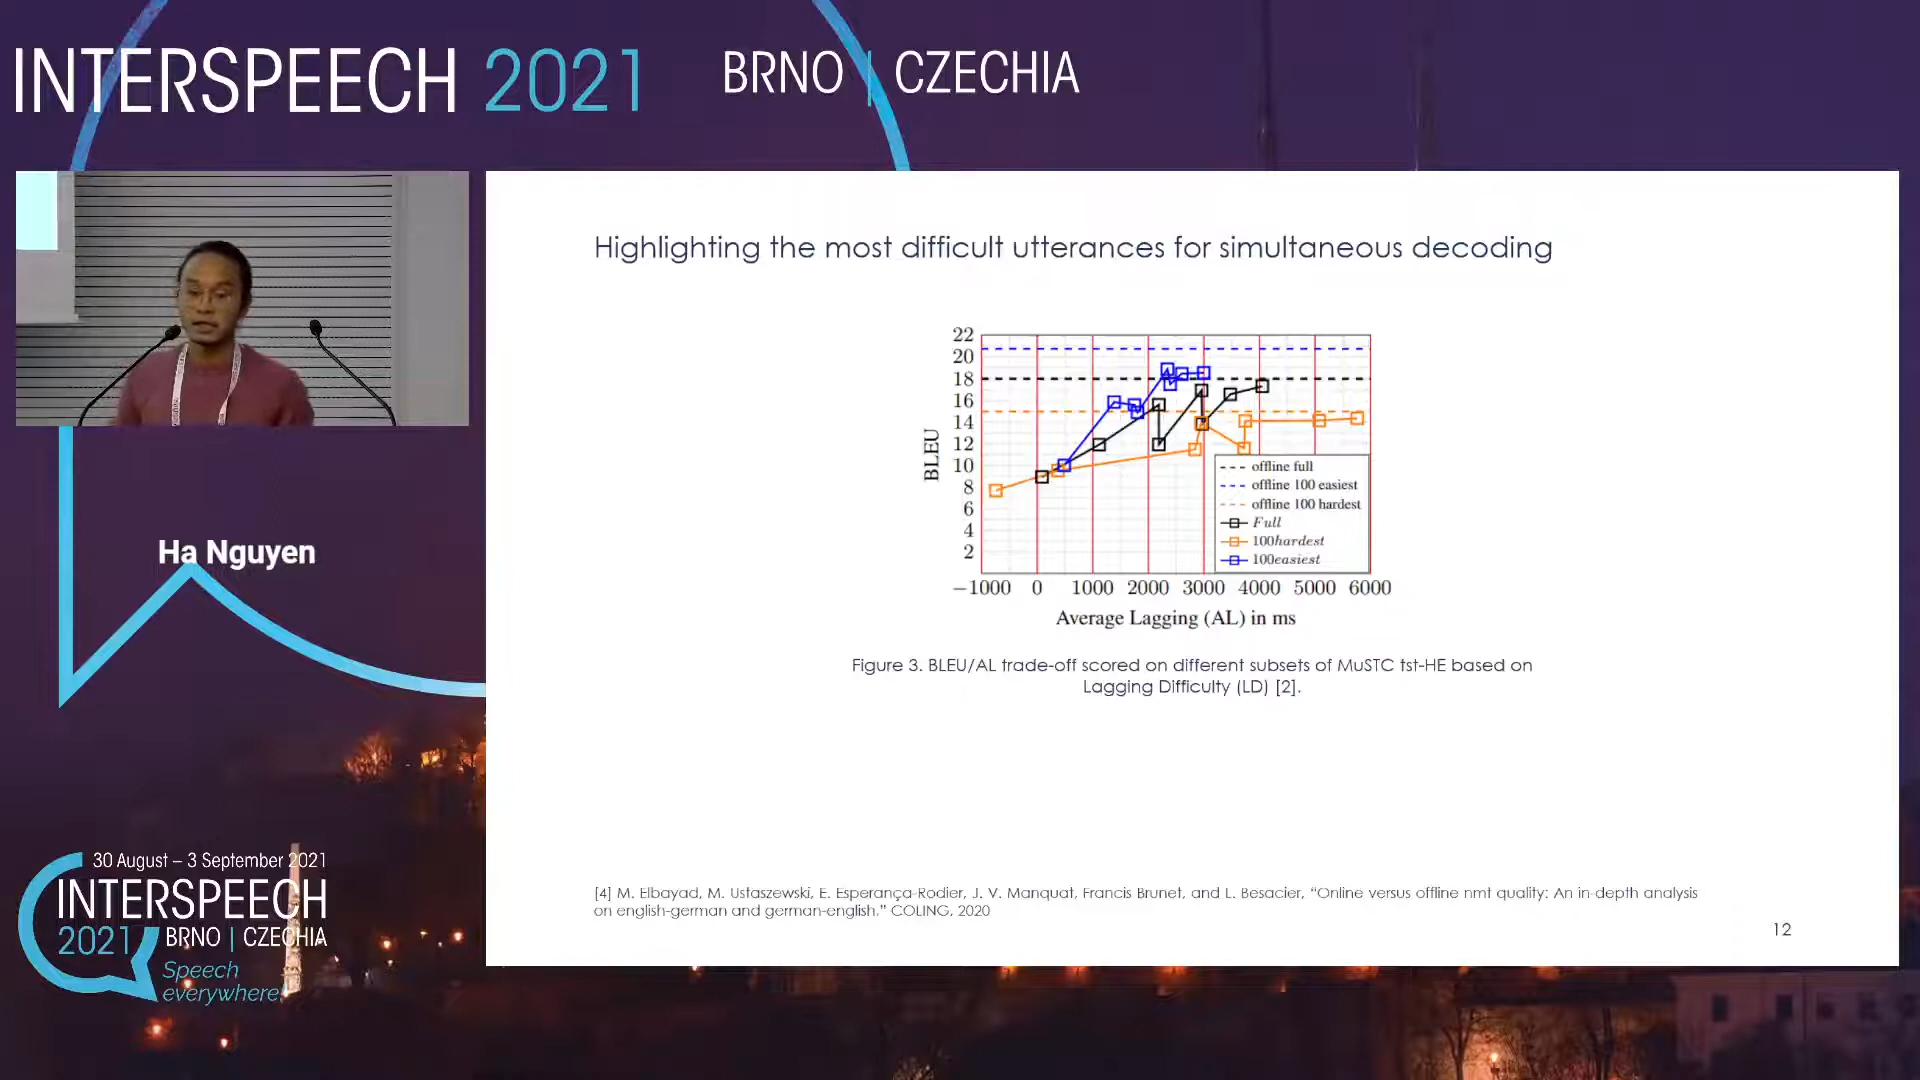 INTERSPEECH 2021 BRNO | CZECHIA
Highlighting the most difficult utterances for simultaneous decoding
22
20
18
16
14
12
10
8
6
4
2
BLEU
offline full
offline 100 easiest
offline 100 hardest
Full
100hardest
100easiest
−1000 0 1000 2000 3000 4000 5000 6000
Average Lagging (AL) in ms
Figure 3. BLEU/AL trade-off scored on different subsets of MuSTC tst-HE based on
Lagging Difficulty (LD) [2].
[4] M. Elbayad, M. Ustaszewski, E. Esperança-Rodier, J. V. Manquat, Francis Brunet, and L. Besacier, “Online versus offline nmt quality: An in-depth analysis
on english-german and german-english.” COLING, 2020
12
Ha Nguyen
30 August – 3 September 2021
INTERSPEECH
2021 BRNO | CZECHIA
Speech
everywhere!